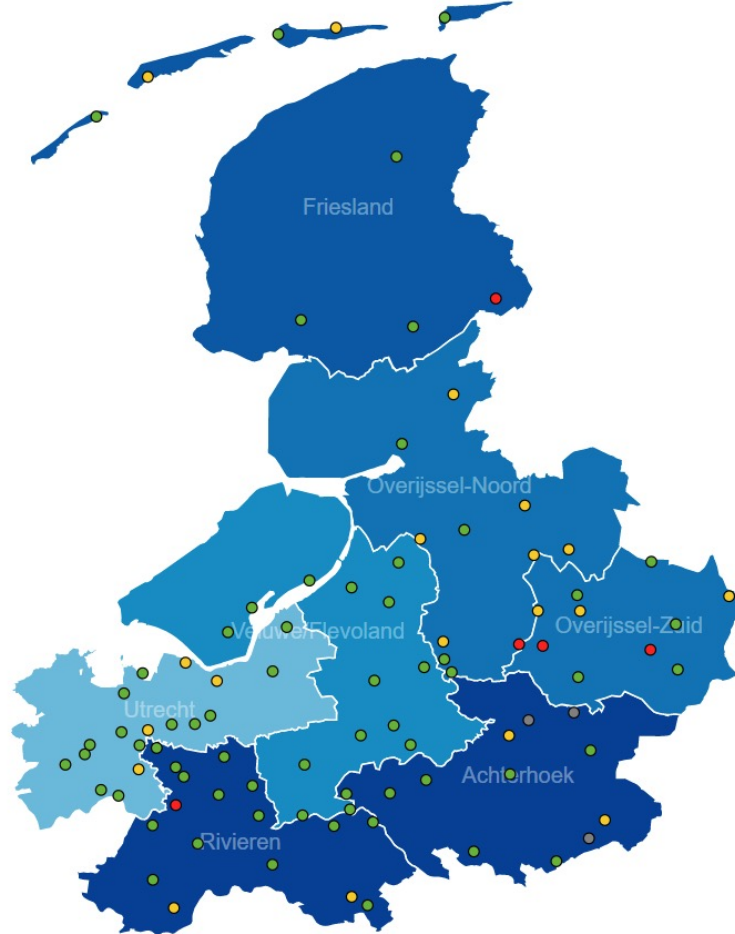 Friesland
Overijssel-Noord
Veluwe/Flevoland
Overijssel-Zuid
Utrecht
Achterhoek
Rivieren